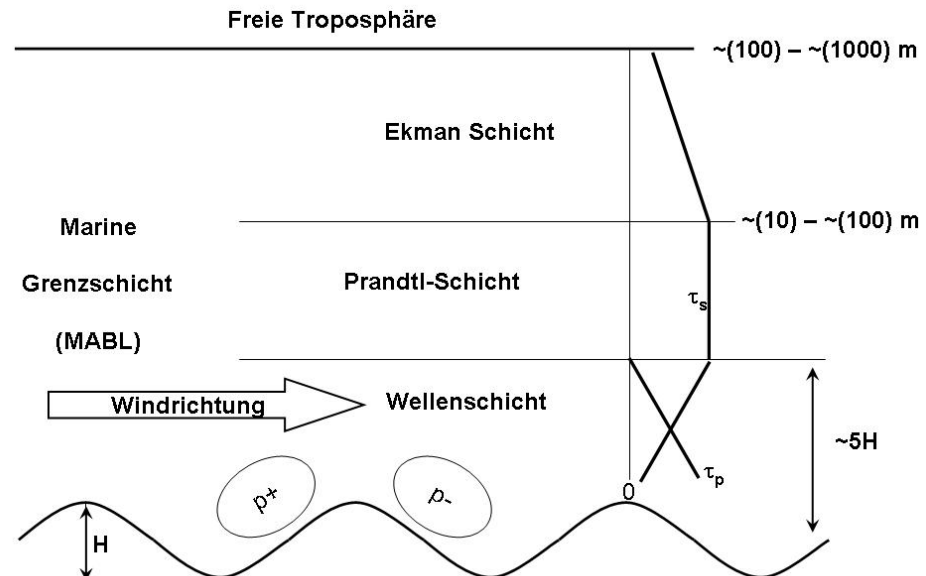 Freie Troposphäre
~(100) – ~(1000) m
Ekman Schicht
~(10) – ~(100) m
Marine
Grenzschicht
(MABL)
Prandtl-Schicht
τs
Windrichtung
Wellenschicht
~5H
τp
0
p+
p-
H